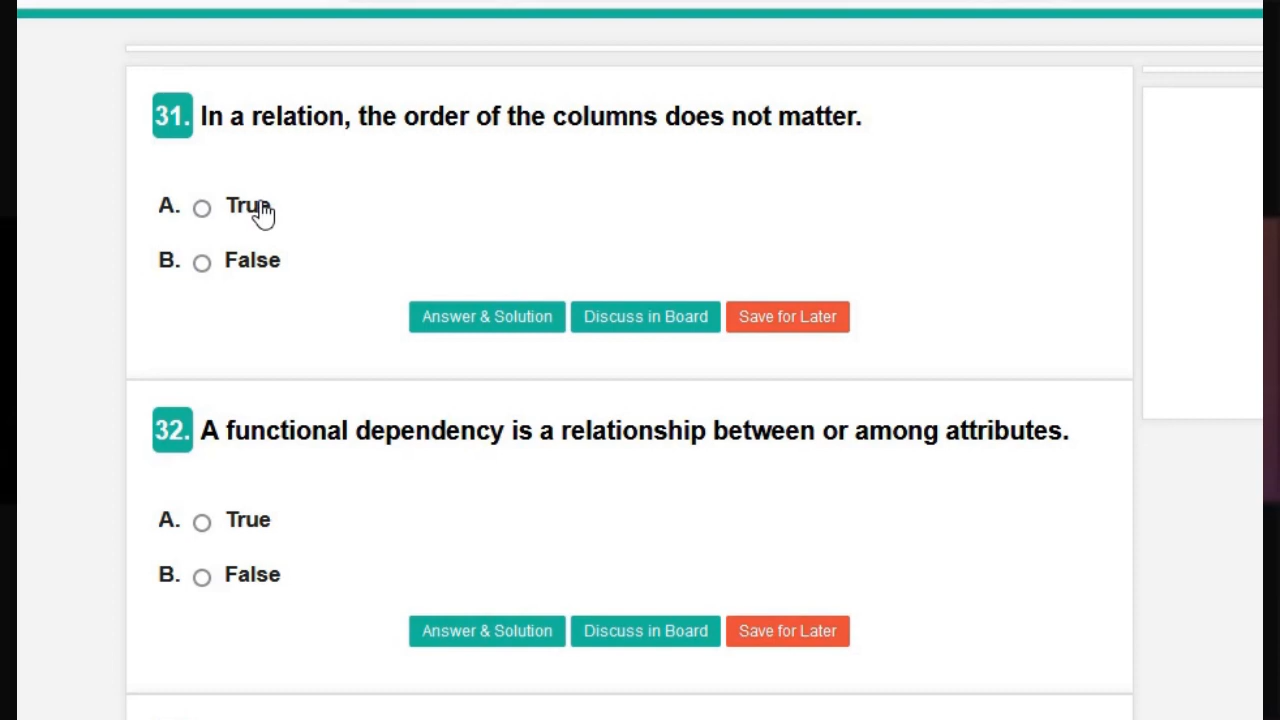 31. In a relation, the order of the columns does not matter.
A. True
B. False
Answer & Solution Discuss in Board Save for Later
32. A functional dependency is a relationship between or among attributes.
A. True
B. False
Answer & Solution Discuss in Board Save for Later